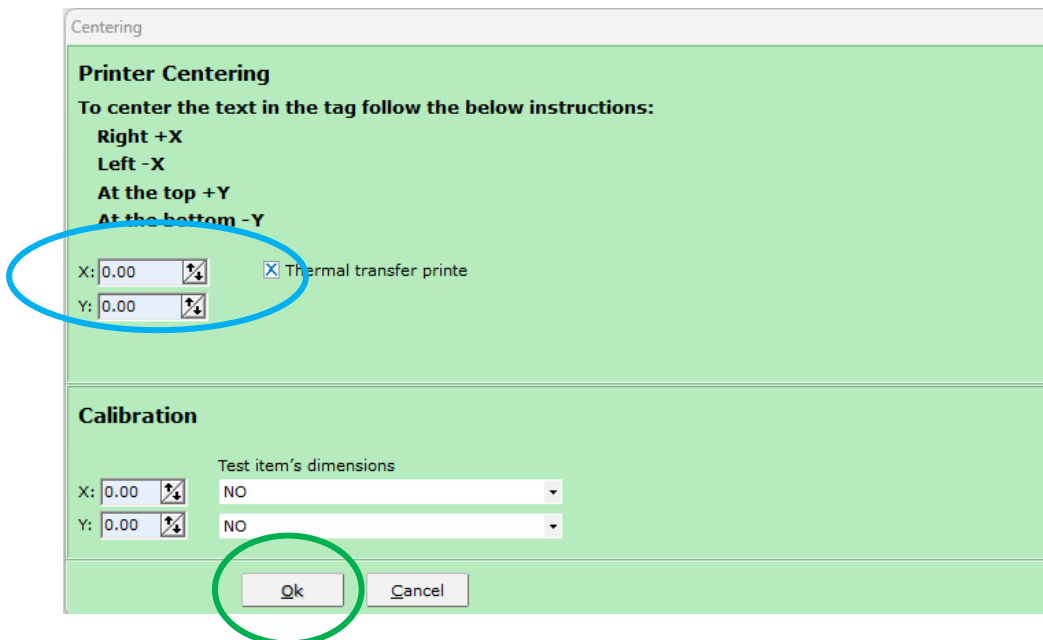 Centering
Printer Centering
To center the text in the tag follow the below instructions:
Right +X
Left -X
At the top +Y
At the bottom -Y
X: 0.00 Thermal transfer printe
Y: 0.00
Calibration
Test item's dimensions
X: 0.00 NO
Y: 0.00 NO
Ok Cancel